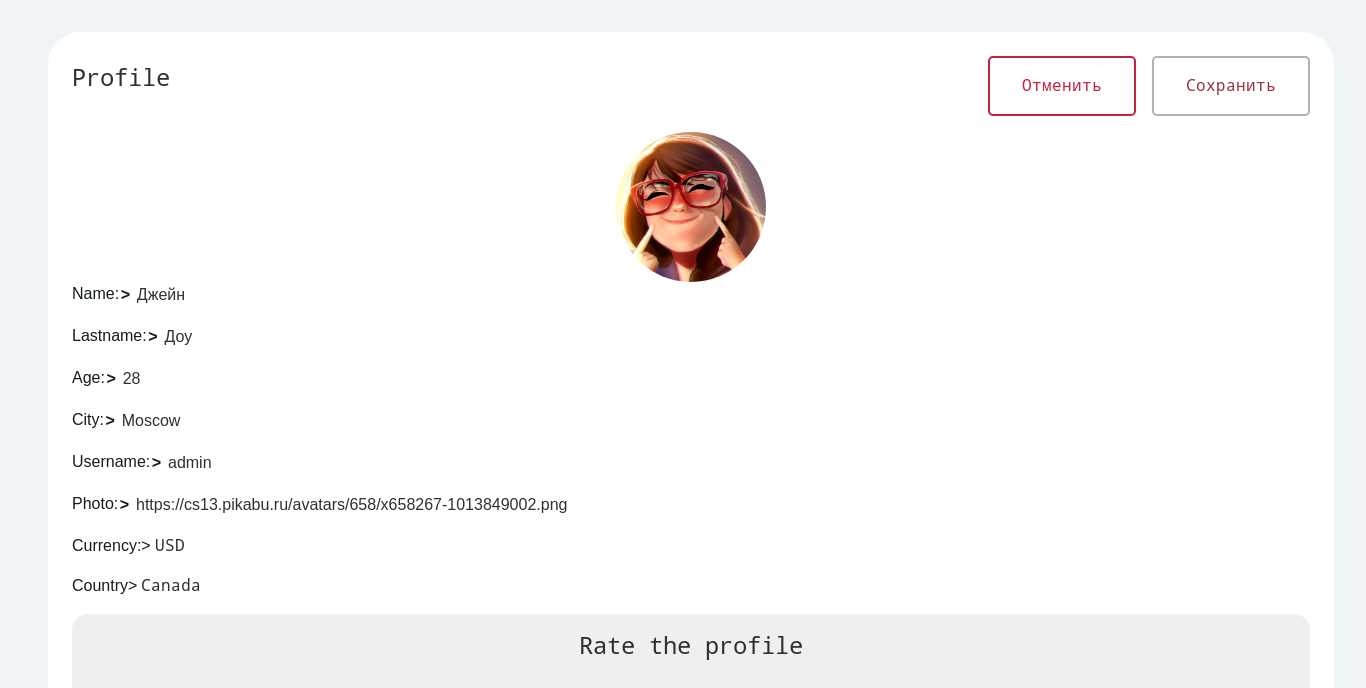 Profile
Отменить
Сохранить
Name:> Джейн
Lastname:> Доу
Age:> 28
City:> Moscow
Username:> admin
Photo:> https://cs13.pikabu.ru/avatars/658/x658267-1013849002.png
Currency:> USD
Country> Canada
Rate the profile